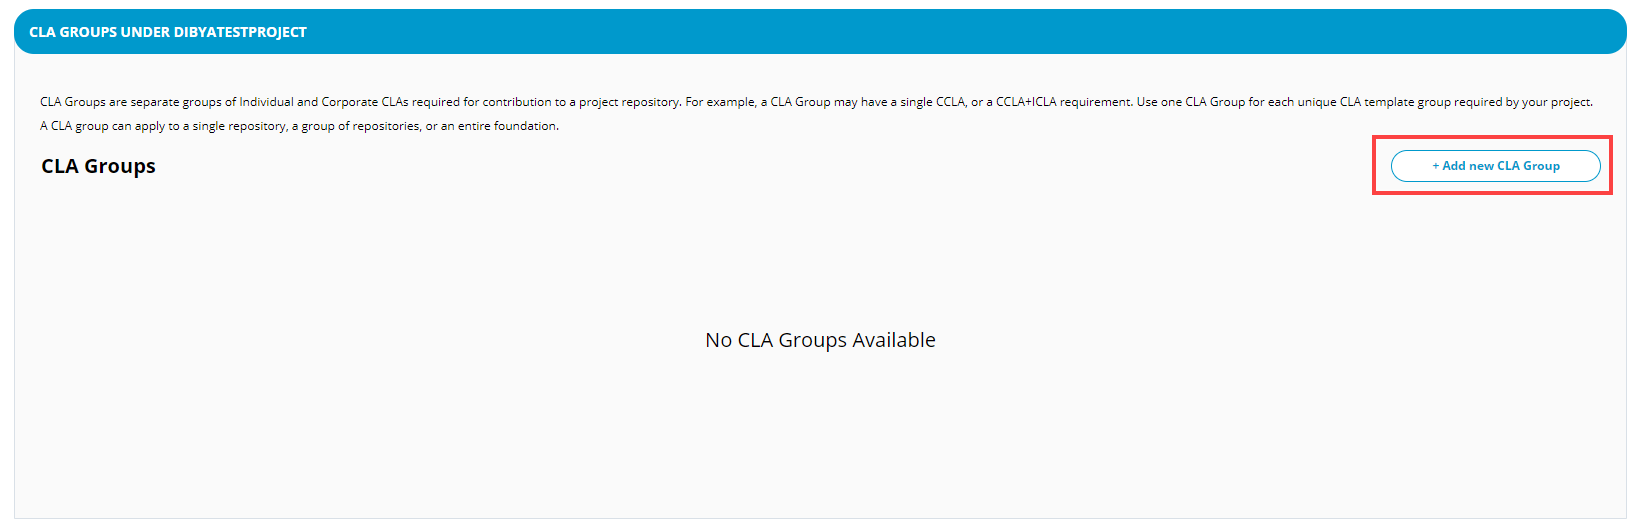 CLA GROUPS UNDER DIBYATESTPROJECT
CLA Groups are separate groups of Individual and Corporate CLAs required for contribution to a project repository. For example, a CLA Group may have a single CCLA, or a CCLA+ICLA requirement. Use one CLA Group for each unique CLA template group required by your project.
A CLA group can apply to a single repository, a group of repositories, or an entire foundation.
CLA Groups
+ Add new CLA Group
No CLA Groups Available